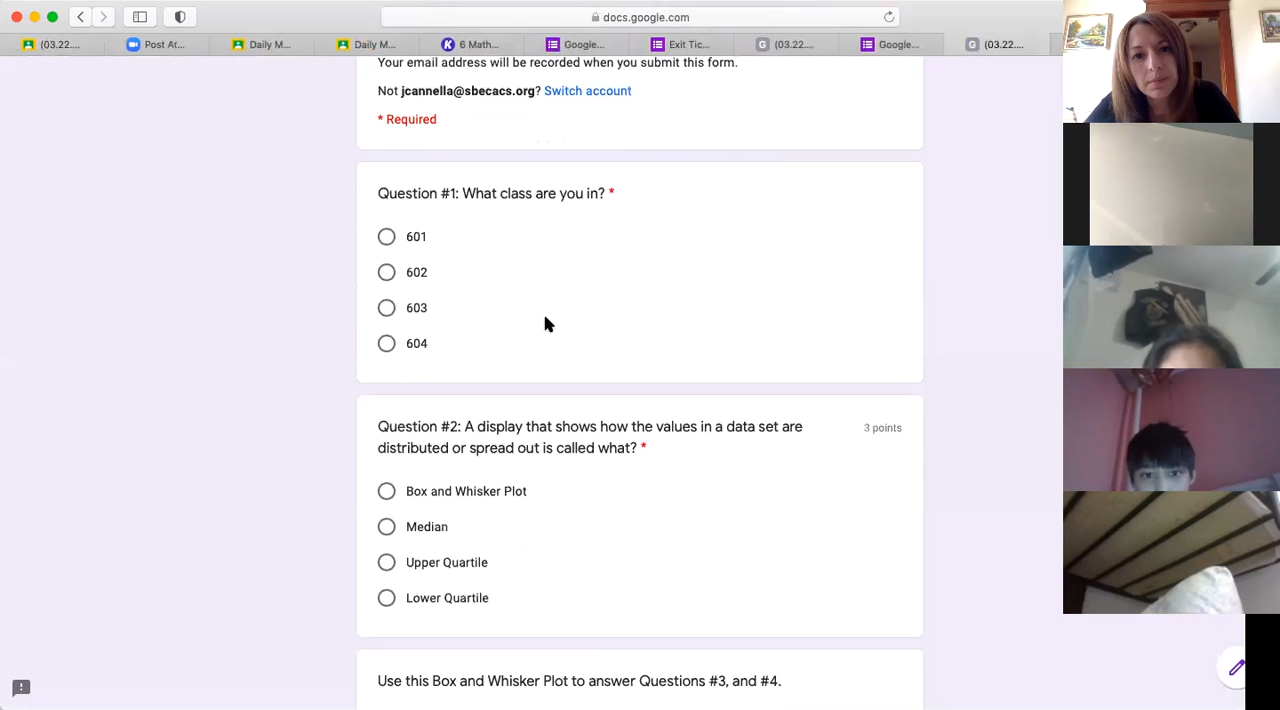 docs.google.com
(03.22....
Post At...
Daily M...
Daily M...
6 Math...
Google...
Exit Tic...
(03.22....
Google...
(03.22....
Your email address will be recorded when you submit this form.
Not jcannella@sbecacs.org? Switch account
* Required
Question #1: What class are you in? *
601
602
603
604
Question #2: A display that shows how the values in a data set are
3 points
distributed or spread out is called what? *
Box and Whisker Plot
Median
Upper Quartile
Lower Quartile
Use this Box and Whisker Plot to answer Questions #3, and #4.